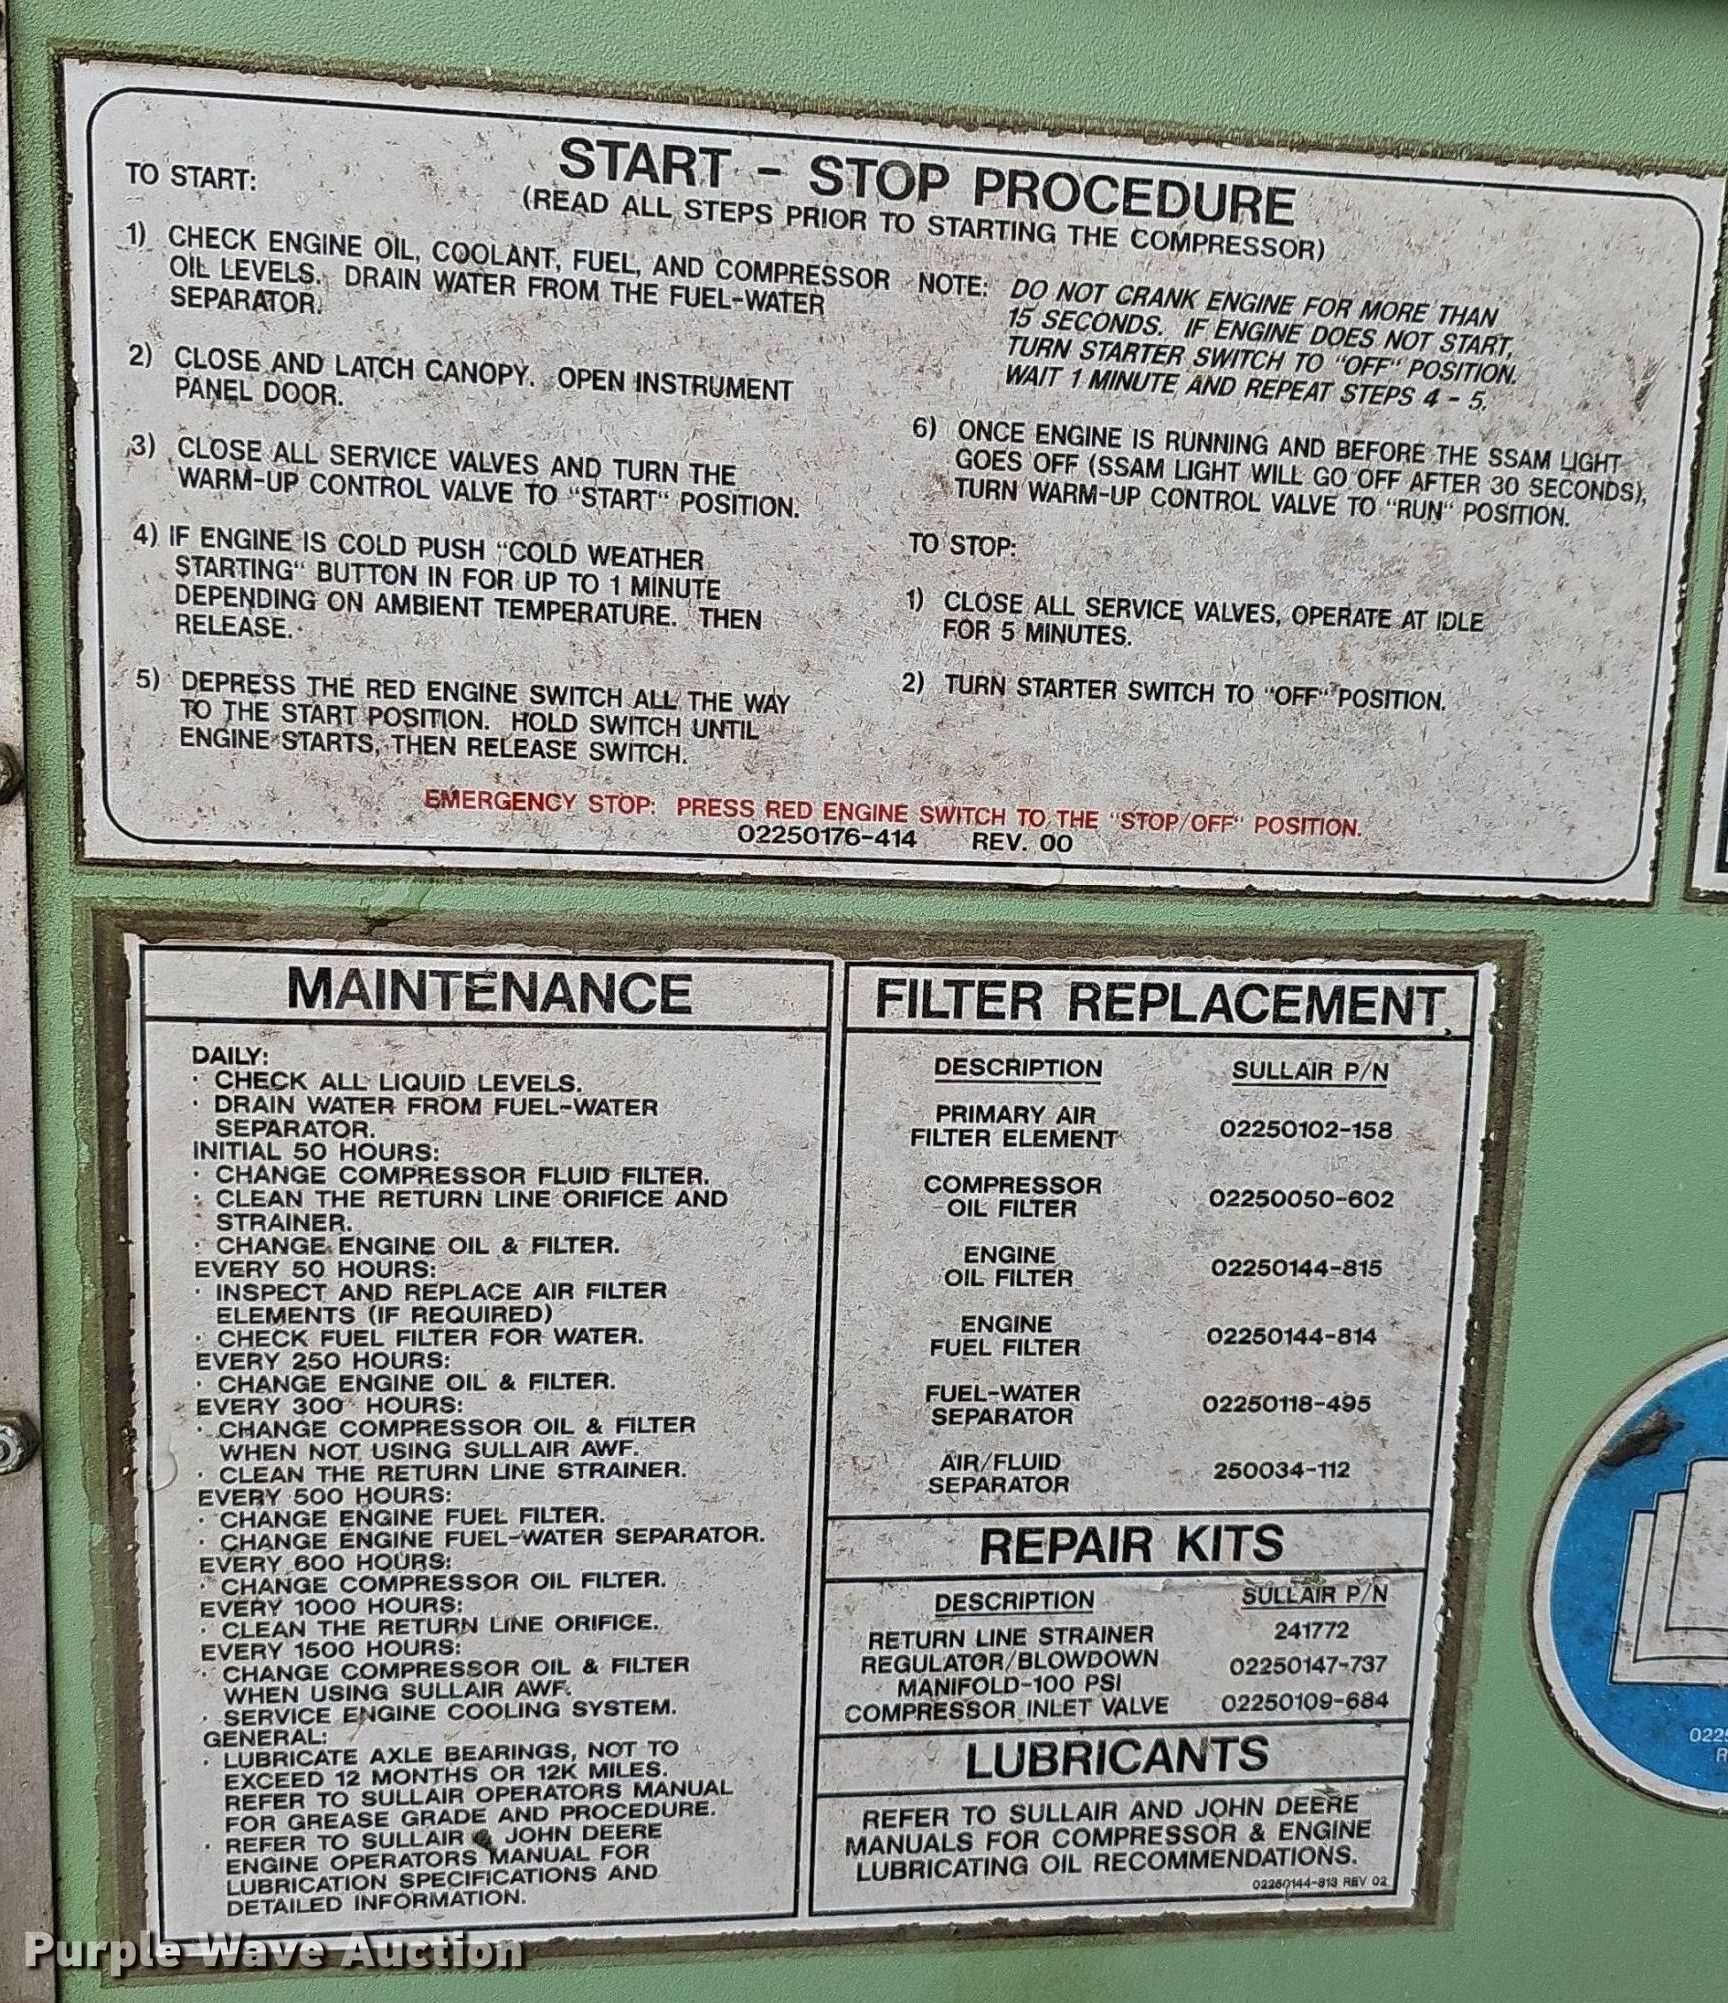 START - STOP PROCEDURE
(READ ALL STEPS PRIOR TO STARTING THE COMPRESSOR)
TO START:
1) CHECK ENGINE OIL, COOLANT, FUEL, AND COMPRESSOR
OIL LEVELS. DRAIN WATER FROM THE FUEL-WATER
SEPARATOR.
2) CLOSE AND LATCH CANOPY. OPEN INSTRUMENT
PANEL DOOR.
3) CLOSE ALL SERVICE VALVES AND TURN THE
WARM-UP CONTROL VALVE TO "START" POSITION.
4) IF ENGINE IS COLD PUSH "COLD WEATHER
STARTING" BUTTON IN FOR UP TO 1 MINUTE
DEPENDING ON AMBIENT TEMPERATURE. THEN
RELEASE.
5) DEPRESS THE RED ENGINE SWITCH ALL THE WAY
TO THE START POSITION. HOLD SWITCH UNTIL
ENGINE STARTS, THEN RELEASE SWITCH.
NOTE: DO NOT CRANK ENGINE FOR MORE THAN
15 SECONDS. IF ENGINE DOES NOT START,
TURN STARTER SWITCH TO "OFF" POSITION.
WAIT 1 MINUTE AND REPEAT STEPS 4 - 5.
6) ONCE ENGINE IS RUNNING AND BEFORE THE SSAM LIGHT
GOES OFF (SSAM LIGHT WILL GO OFF AFTER 30 SECONDS),
TURN WARM-UP CONTROL VALVE TO "RUN" POSITION.
TO STOP:
1) CLOSE ALL SERVICE VALVES, OPERATE AT IDLE
FOR 5 MINUTES.
2) TURN STARTER SWITCH TO "OFF" POSITION.
EMERGENCY STOP: PRESS RED ENGINE SWITCH TO THE "STOP/OFF" POSITION.
02250176-414 REV. 00
MAINTENANCE
DAILY:
· CHECK ALL LIQUID LEVELS.
· DRAIN WATER FROM FUEL-WATER
SEPARATOR.
INITIAL 50 HOURS:
· CHANGE COMPRESSOR FLUID FILTER.
· CLEAN THE RETURN LINE ORIFICE AND
STRAINER.
· CHANGE ENGINE OIL & FILTER.
EVERY 50 HOURS:
· INSPECT AND REPLACE AIR FILTER
ELEMENTS (IF REQUIRED)
· CHECK FUEL FILTER FOR WATER.
EVERY 250 HOURS:
· CHANGE ENGINE OIL & FILTER.
EVERY 300 HOURS:
· CHANGE COMPRESSOR OIL & FILTER
WHEN NOT USING SULLAIR AWF.
· CLEAN THE RETURN LINE STRAINER.
EVERY 500 HOURS:
· CHANGE ENGINE FUEL FILTER.
· CHANGE ENGINE FUEL-WATER SEPARATOR.
EVERY 600 HOURS:
· CHANGE COMPRESSOR OIL FILTER.
EVERY 1000 HOURS:
· CLEAN THE RETURN LINE ORIFICE.
EVERY 1500 HOURS:
· CHANGE COMPRESSOR OIL & FILTER
WHEN USING SULLAIR AWF.
· SERVICE ENGINE COOLING SYSTEM.
GENERAL:
· LUBRICATE AXLE BEARINGS, NOT TO
EXCEED 12 MONTHS OR 12K MILES.
REFER TO SULLAIR OPERATORS MANUAL
FOR GREASE GRADE AND PROCEDURE.
· REFER TO SULLAIR JOHN DEERE
ENGINE OPERATORS MANUAL FOR
LUBRICATION SPECIFICATIONS AND
DETAILED INFORMATION.
FILTER REPLACEMENT
DESCRIPTION SULLAIR P/N
PRIMARY AIR
FILTER ELEMENT 02250102-158
COMPRESSOR
OIL FILTER 02250050-602
ENGINE
OIL FILTER 02250144-815
ENGINE
FUEL FILTER 02250144-814
FUEL-WATER
SEPARATOR 02250118-495
AIR/FLUID
SEPARATOR 250034-112
REPAIR KITS
DESCRIPTION SULLAIR P/N
RETURN LINE STRAINER 241772
REGULATOR/BLOWDOWN 02250147-737
MANIFOLD-100 PSI
COMPRESSOR INLET VALVE 02250109-684
LUBRICANTS
REFER TO SULLAIR AND JOHN DEERE
MANUALS FOR COMPRESSOR & ENGINE
LUBRICATING OIL RECOMMENDATIONS.
02250144-813 REV 02
Purple Wave Auction